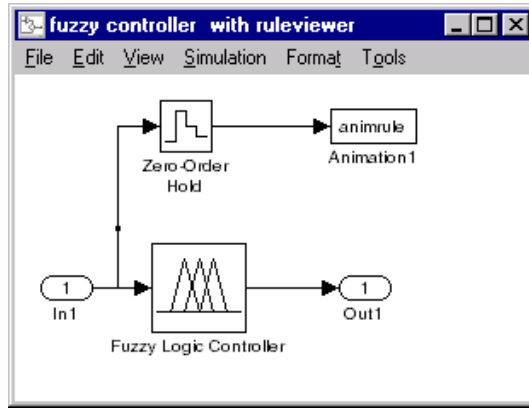 fuzzy controller with ruleviewer
File Edit View Simulation Format Tools
animrule
Zero-Order
Hold
Animation1
1
In1
1
Out1
Fuzzy Logic Controller